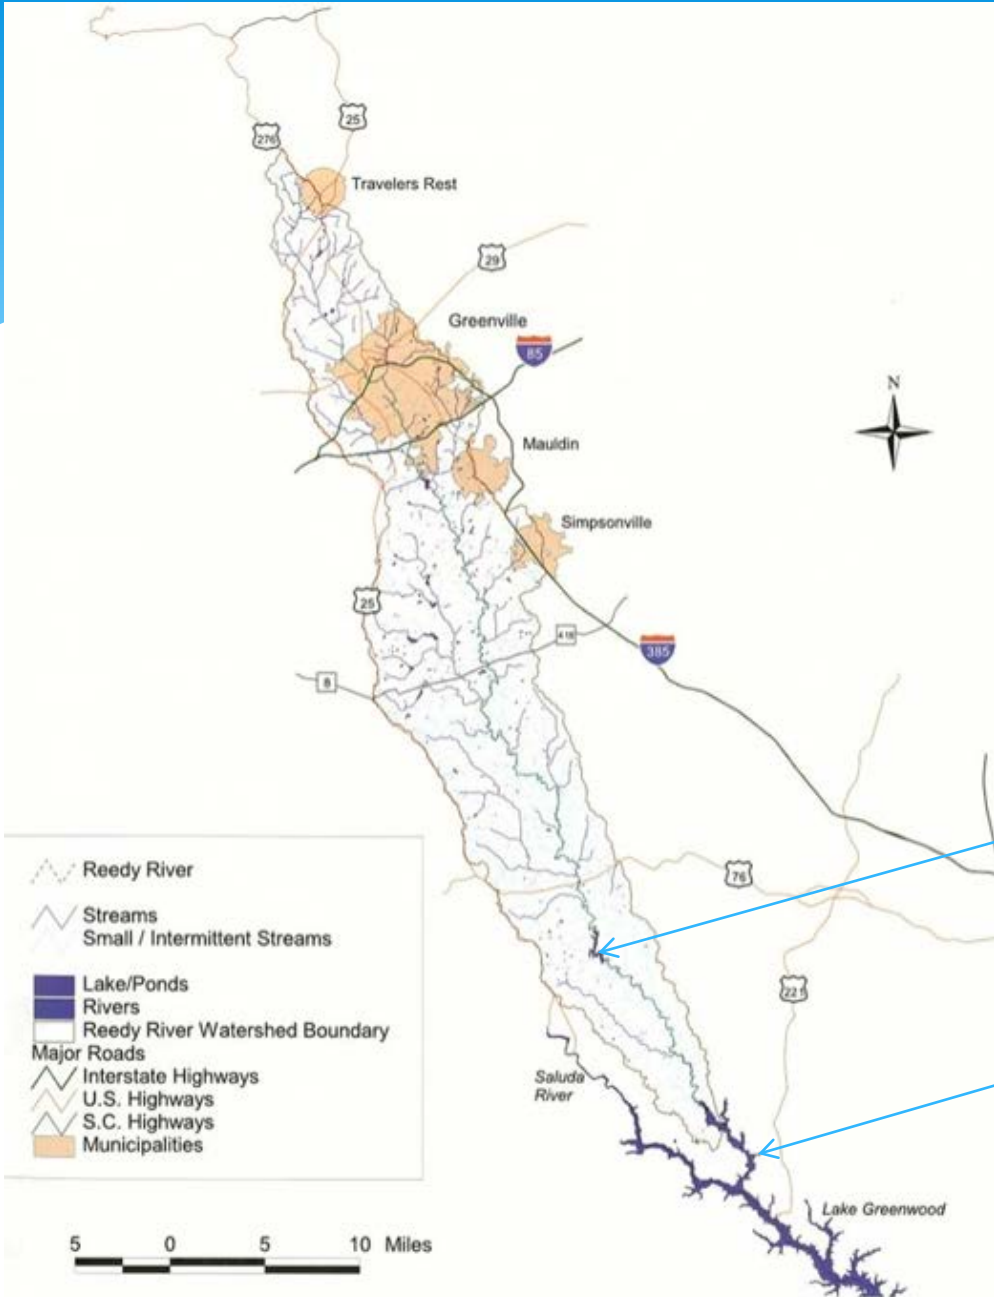 25
276
Travelers Rest
29
Greenville
85
N
Mauldin
Simpsonville
25
418
385
8
76
Reedy River
Streams
Small / Intermittent Streams
Lake/Ponds
Rivers
Reedy River Watershed Boundary
Major Roads
Interstate Highways
U.S. Highways
S.C. Highways
Municipalities
221
Saluda
River
Lake Greenwood
5 0 5 10 Miles